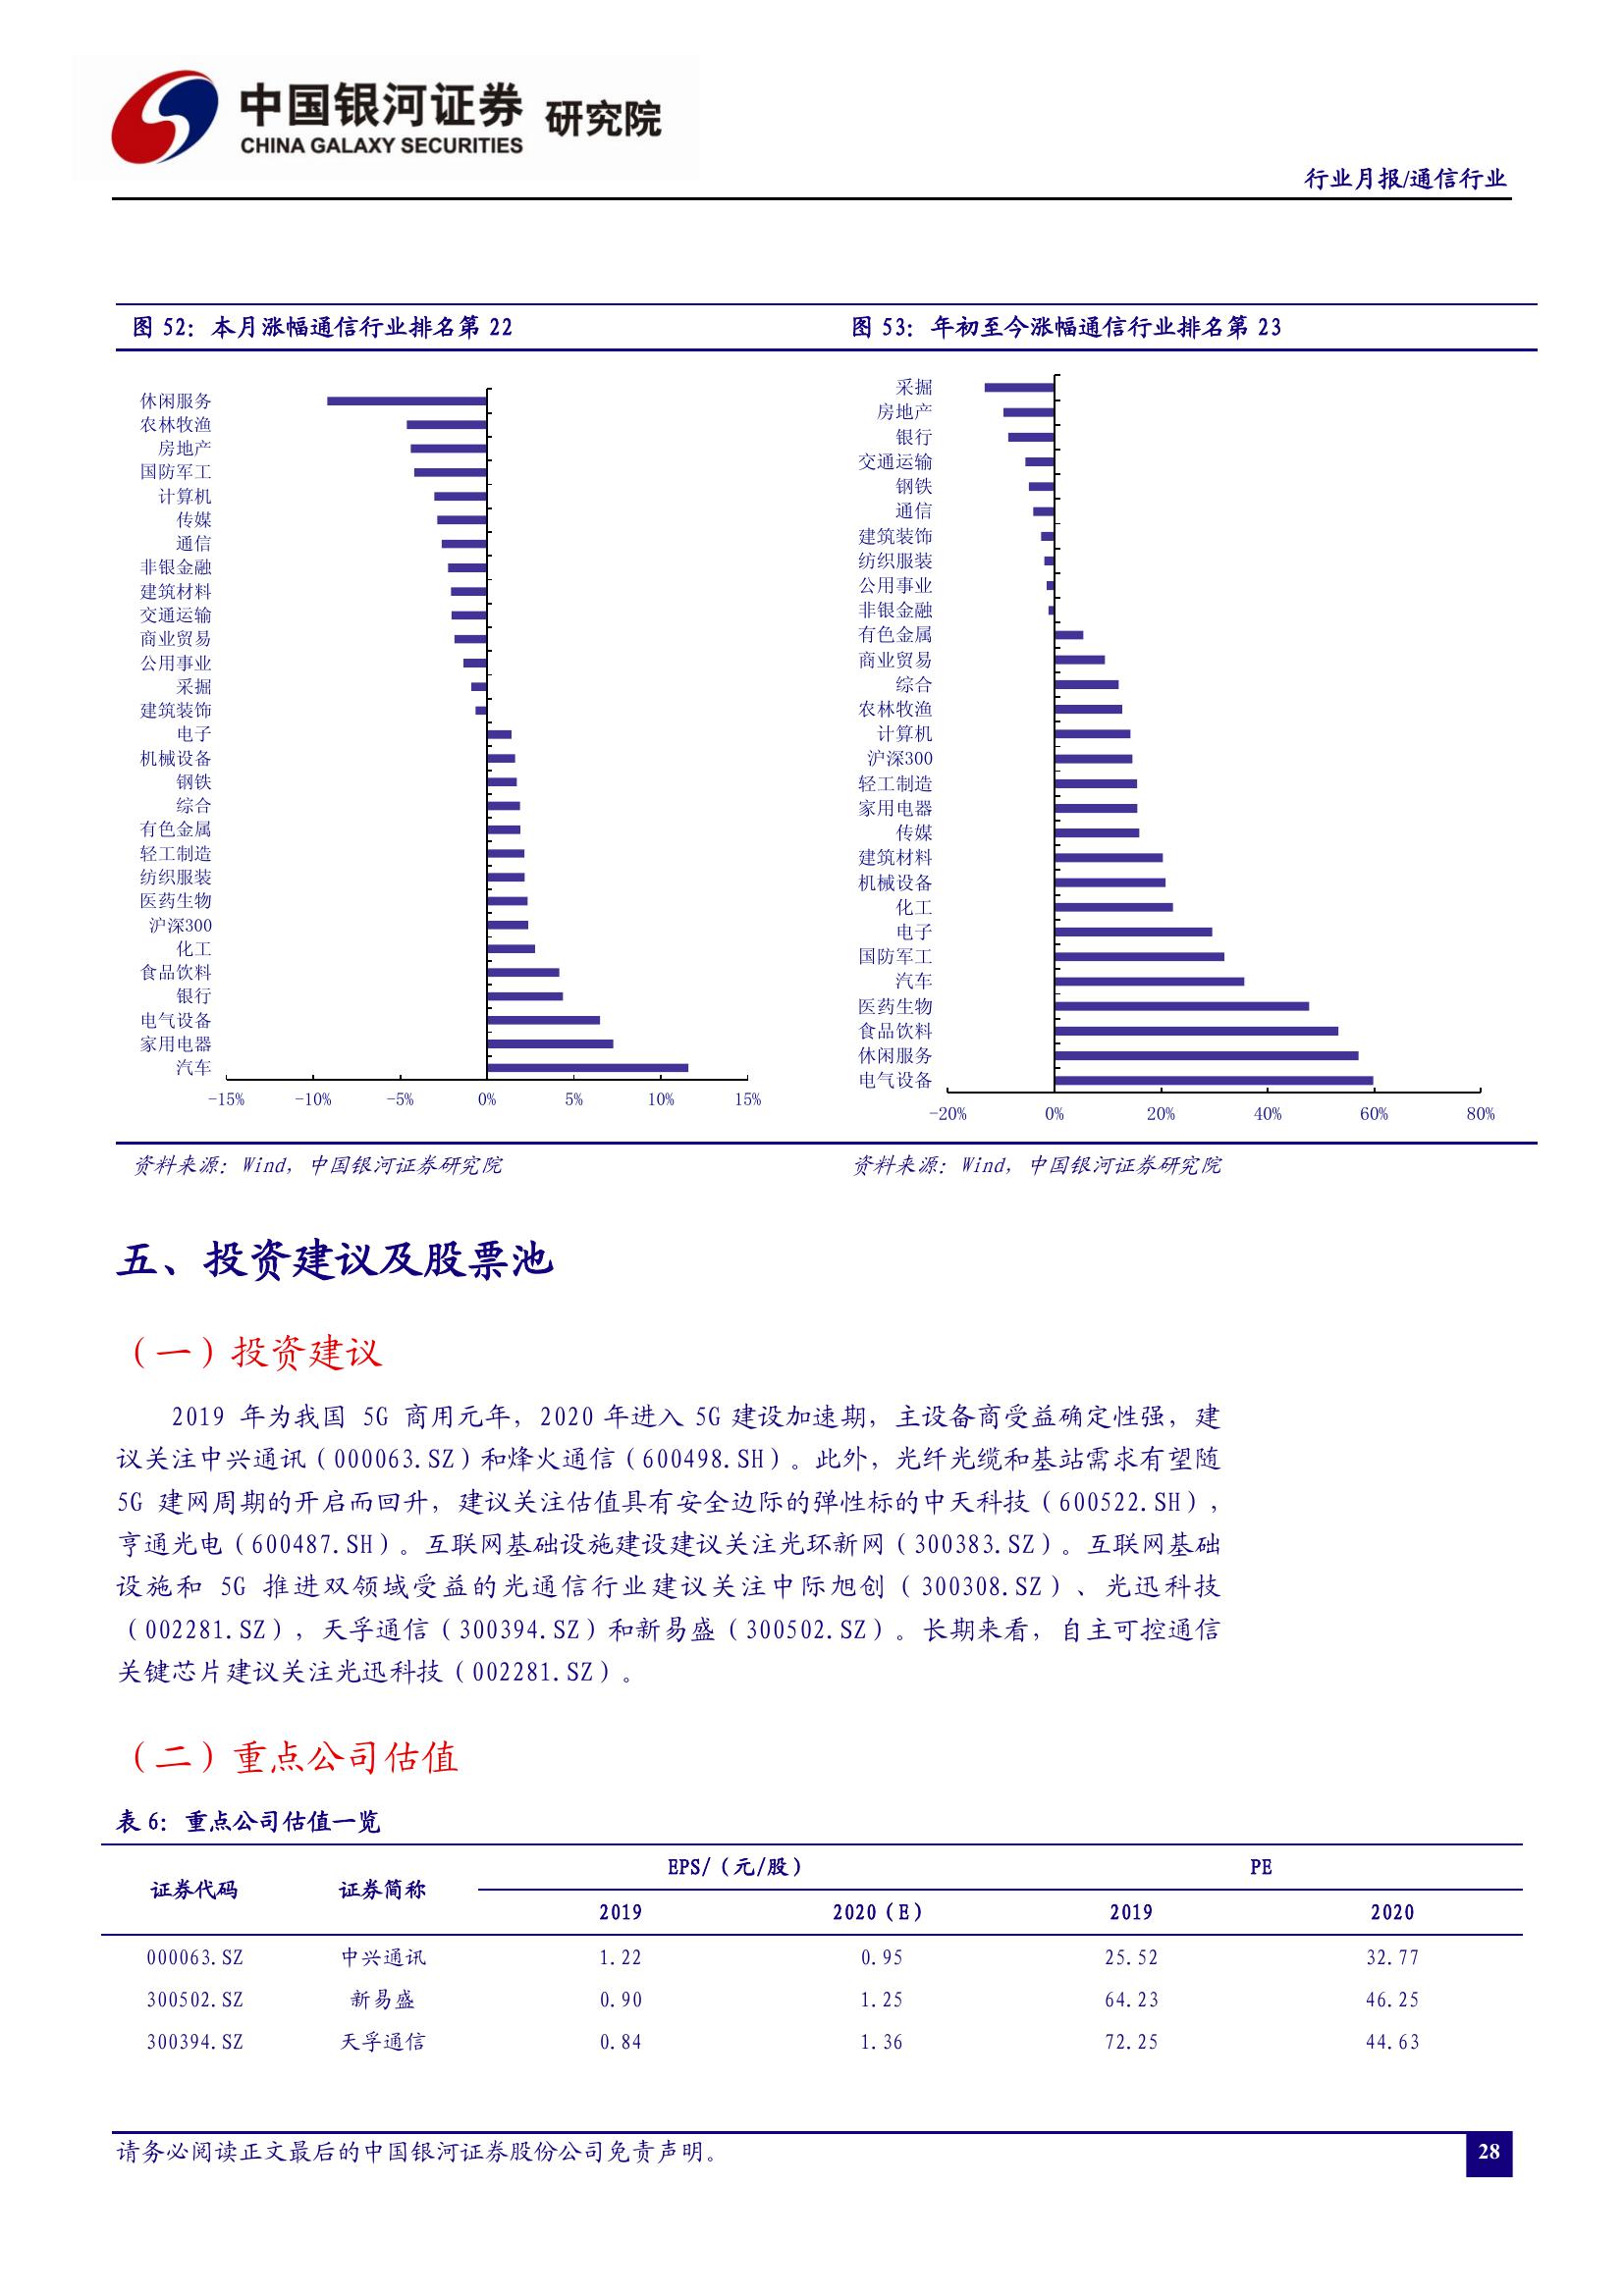 中国银河证券 研究院
CHINA GALAXY SECURITIES
行业月报/通信行业
图 52：本月涨幅通信行业排名第 22
休闲服务
农林牧渔
房地产
国防军工
计算机
传媒
通信
非银金融
建筑材料
交通运输
商业贸易
公用事业
采掘
建筑装饰
电子
机械设备
钢铁
综合
有色金属
轻工制造
纺织服装
医药生物
沪深300
化工
食品饮料
银行
电气设备
家用电器
汽车
-15% -10% -5% 0% 5% 10% 15%
资料来源：Wind，中国银河证券研究院
图 53：年初至今涨幅通信行业排名第 23
采掘
房地产
银行
交通运输
钢铁
通信
建筑装饰
纺织服装
公用事业
非银金融
有色金属
商业贸易
综合
农林牧渔
计算机
沪深300
轻工制造
家用电器
传媒
建筑材料
机械设备
化工
电子
国防军工
汽车
医药生物
食品饮料
休闲服务
电气设备
-20% 0% 20% 40% 60% 80%
资料来源：Wind，中国银河证券研究院
五、投资建议及股票池
（一）投资建议
2019 年为我国 5G 商用元年，2020 年进入 5G 建设加速期，主设备商受益确定性强，建
议关注中兴通讯（000063.SZ）和烽火通信（600498.SH）。此外，光纤光缆和基站需求有望随
5G 建网周期的开启而回升，建议关注估值具有安全边际的弹性标的中天科技（600522.SH），
亨通光电（600487.SH）。互联网基础设施建设建议关注光环新网（300383.SZ）。互联网基础
设施和 5G 推进双领域受益的光通信行业建议关注中际旭创（300308.SZ）、光迅科技
（002281.SZ），天孚通信（300394.SZ）和新易盛（300502.SZ）。长期来看，自主可控通信
关键芯片建议关注光迅科技（002281.SZ）。
（二）重点公司估值
表 6：重点公司估值一览
证券代码 证券简称 EPS/（元/股） PE
2019 2020（E） 2019 2020
000063.SZ 中兴通讯 1.22 0.95 25.52 32.77
300502.SZ 新易盛 0.90 1.25 64.23 46.25
300394.SZ 天孚通信 0.84 1.36 72.25 44.63
请务必阅读正文最后的中国银河证券股份公司免责声明。
28